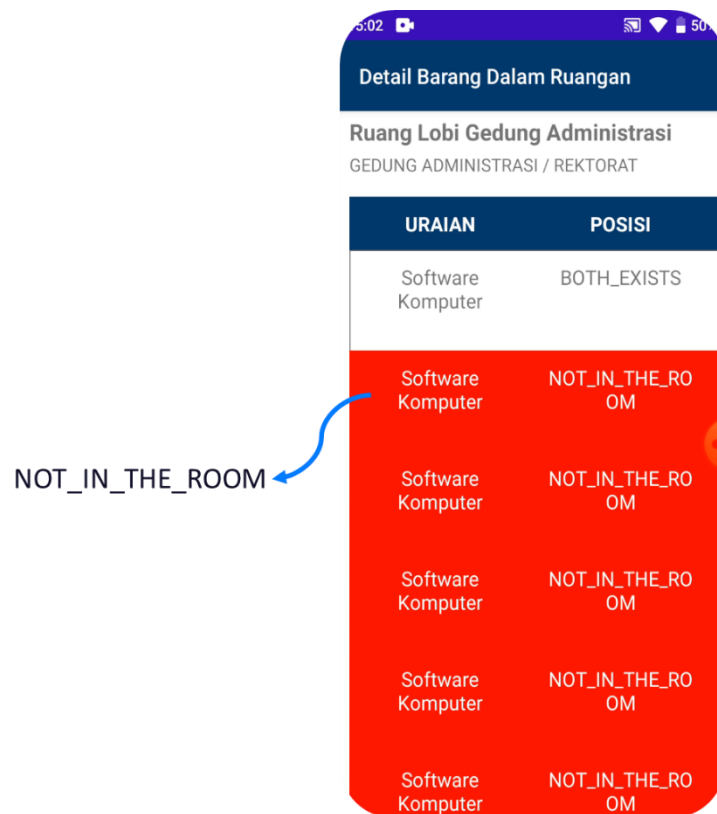 5:02 50%
Detail Barang Dalam Ruangan
Ruang Lobi Gedung Administrasi
GEDUNG ADMINISTRASI / REKTORAT
URAIAN POSISI
Software BOTH_EXISTS
Komputer
Software NOT_IN_THE_RO
Komputer OM
NOT_IN_THE_ROOM
Software NOT_IN_THE_RO
Komputer OM
Software NOT_IN_THE_RO
Komputer OM
Software NOT_IN_THE_RO
Komputer OM
Software NOT_IN_THE_RO
Komputer OM